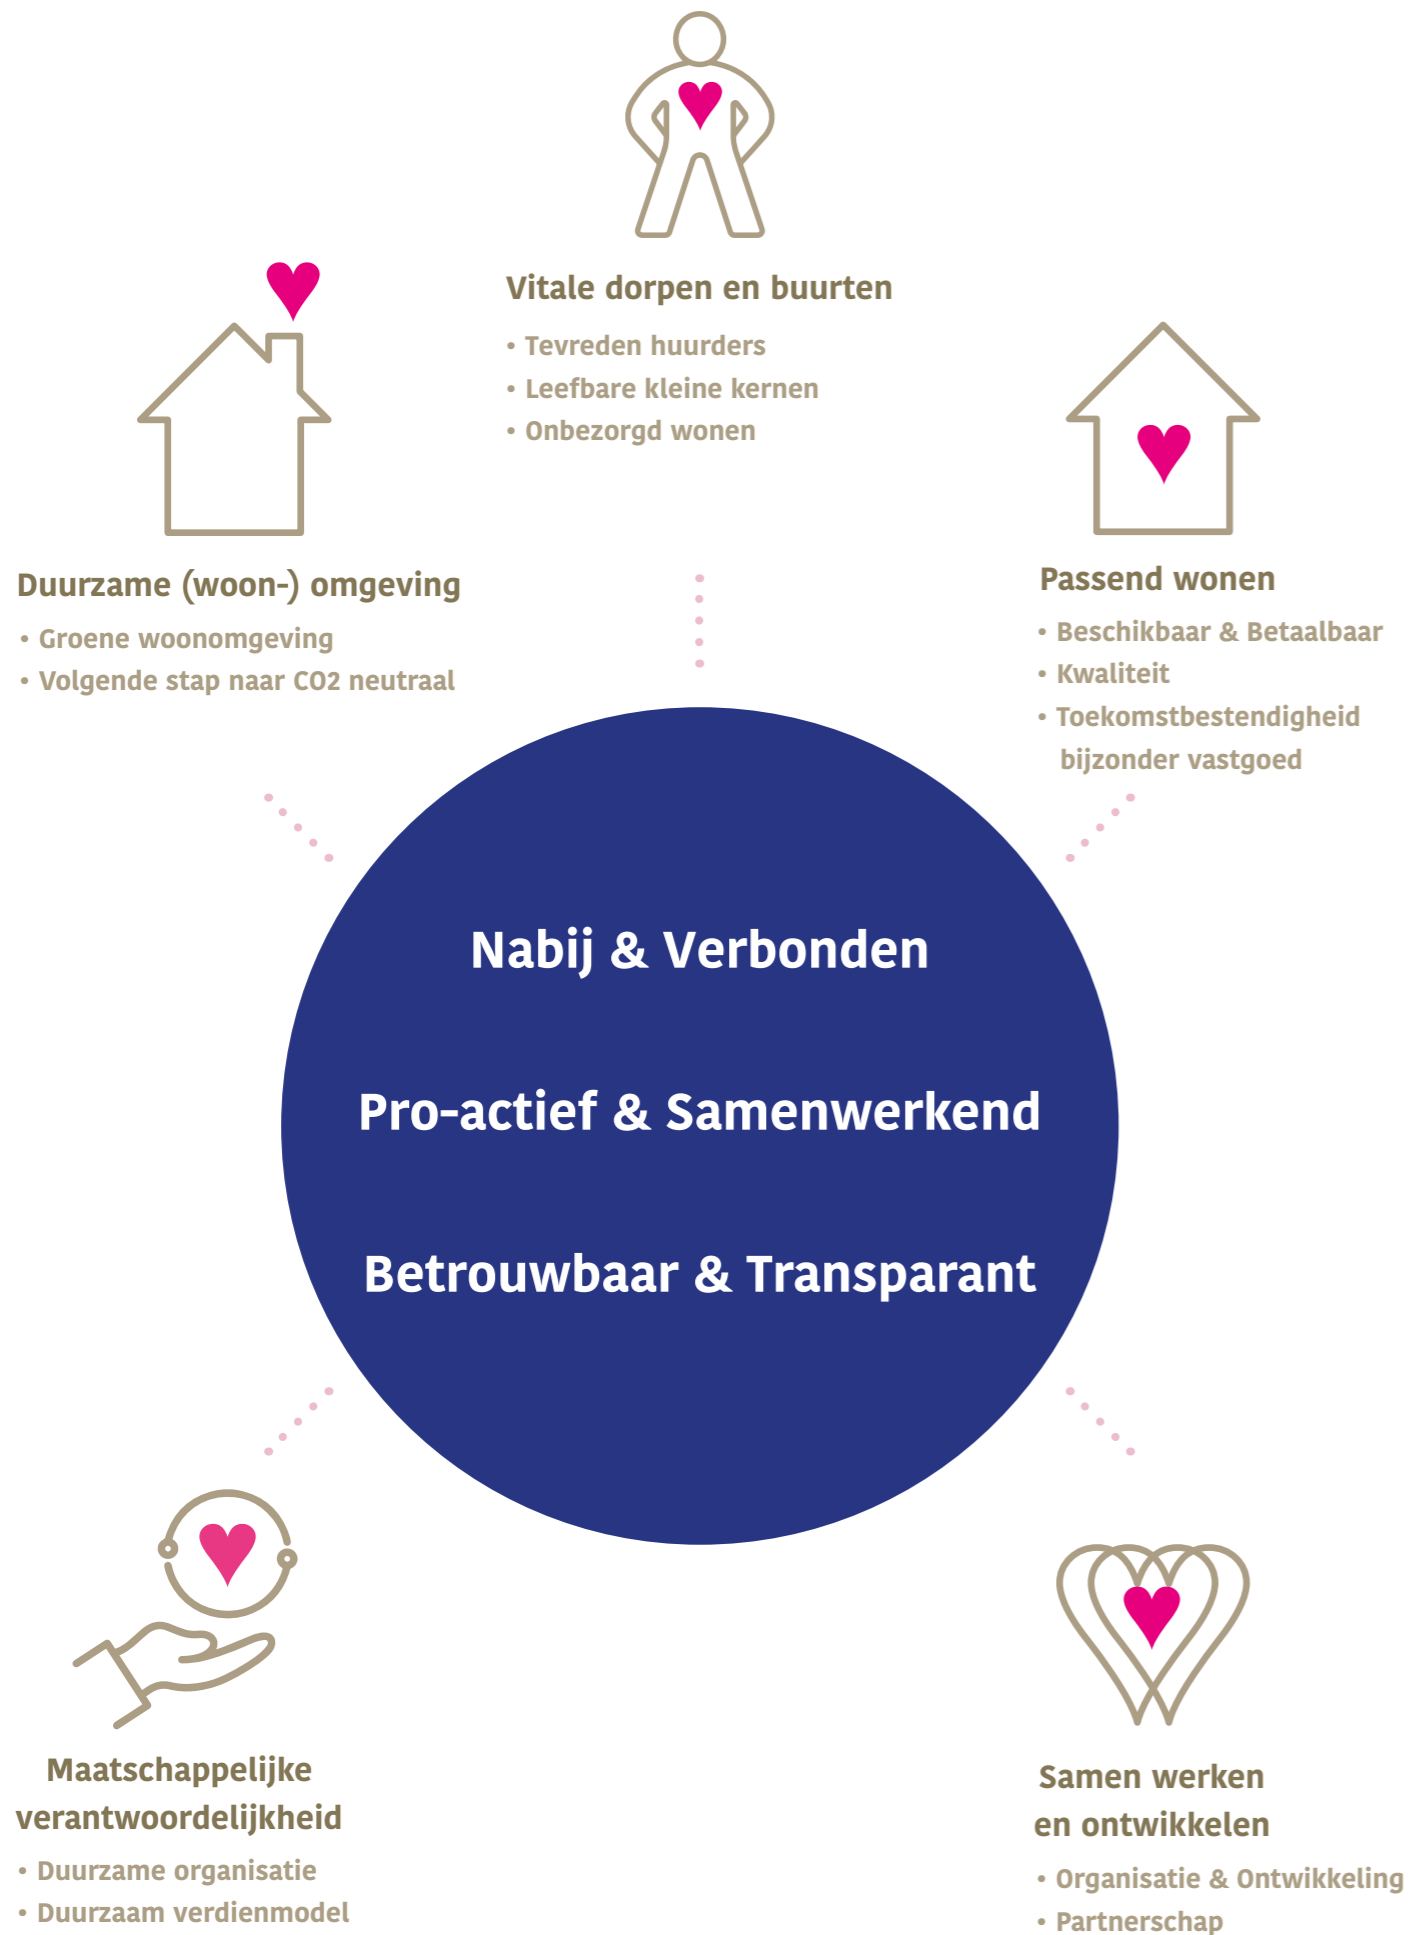 Vitale dorpen en buurten
• Tevreden huurders
• Leefbare kleine kernen
• Onbezorgd wonen
Duurzame (woon-) omgeving
• Groene woonomgeving
• Volgende stap naar CO2 neutraal
Passend wonen
• Beschikbaar & Betaalbaar
• Kwaliteit
• Toekomstbestendigheid
bijzonder vastgoed
Nabij & Verbonden
Pro-actief & Samenwerkend
Betrouwbaar & Transparant
Maatschappelijke
verantwoordelijkheid
• Duurzame organisatie
• Duurzaam verdienmodel
Samen werken
en ontwikkelen
• Organisatie & Ontwikkeling
• Partnerschap